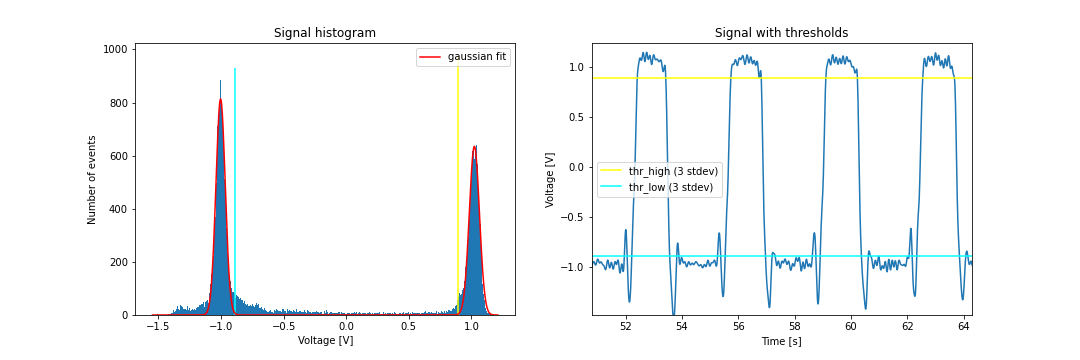 Signal histogram
1000
800
600
400
200
0
Number of events
gaussian fit
−1.5
−1.0
−0.5
0.0
0.5
1.0
Voltage [V]
Signal with thresholds
1.0
0.5
0.0
−0.5
−1.0
Voltage [V]
thr_high (3 stdev)
thr_low (3 stdev)
52
54
56
58
60
62
64
Time [s]